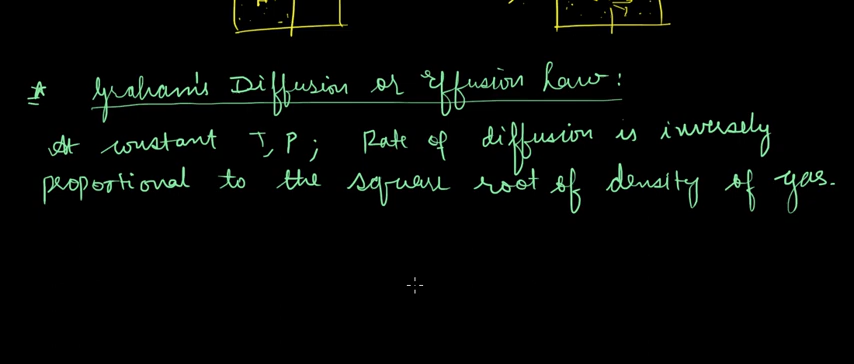 * Graham's Diffusion or effusion Law:
At constant T, P; Rate of diffusion is inversely
proportional to the square root of density of gas.